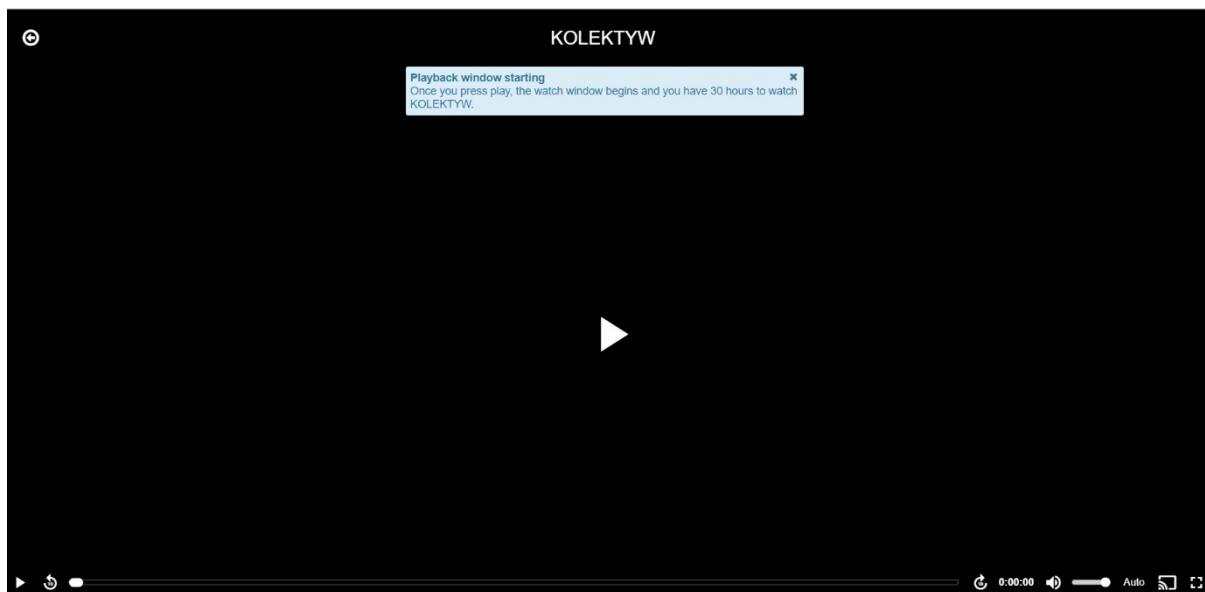 KOLEKTYW
Playback window starting
Once you press play, the watch window begins and you have 30 hours to watch
KOLEKTYW.
0:00:00 Auto